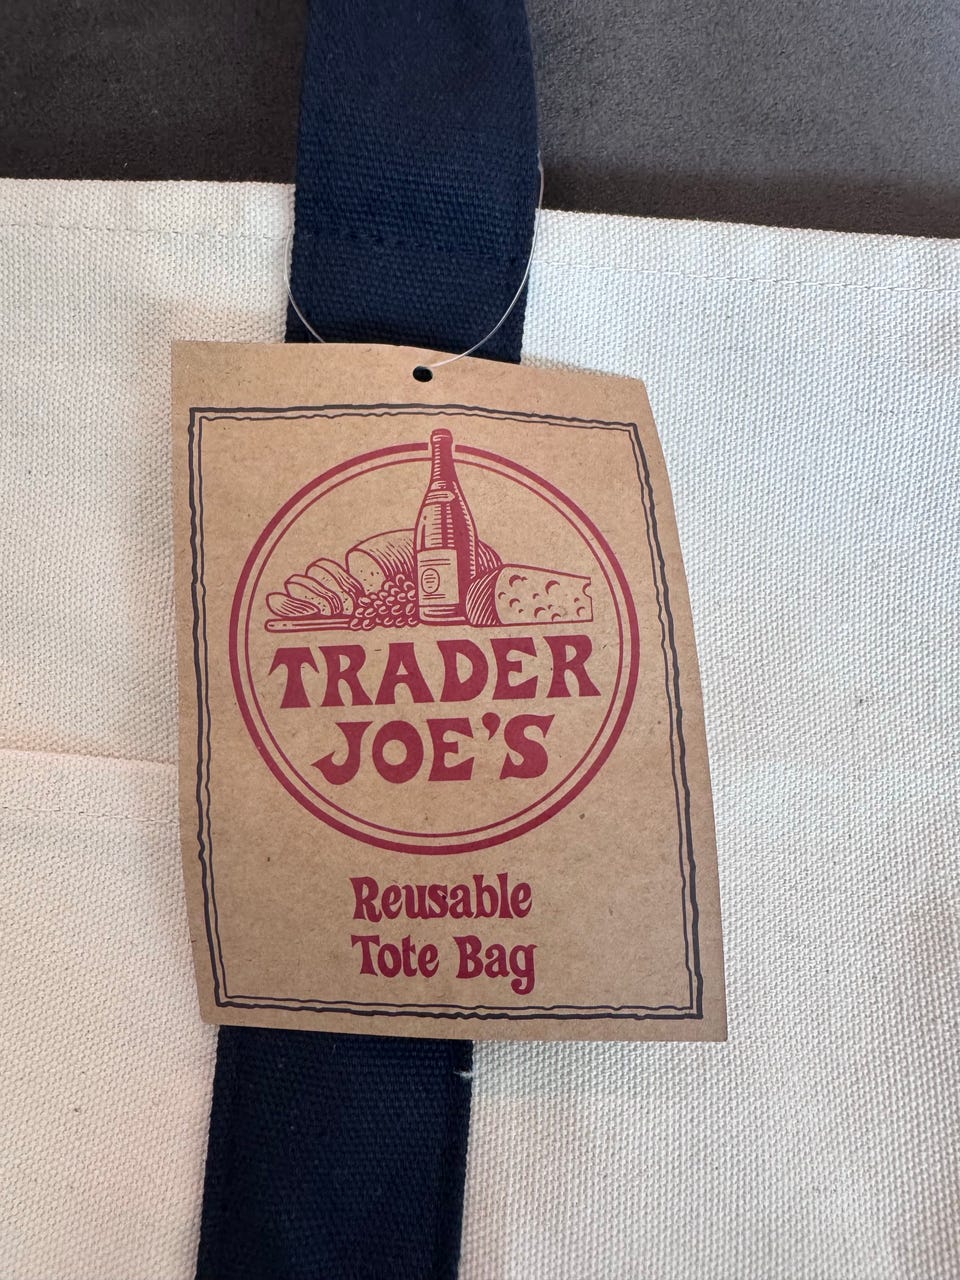 TRADER
JOE'S
Reusable
Tote Bag